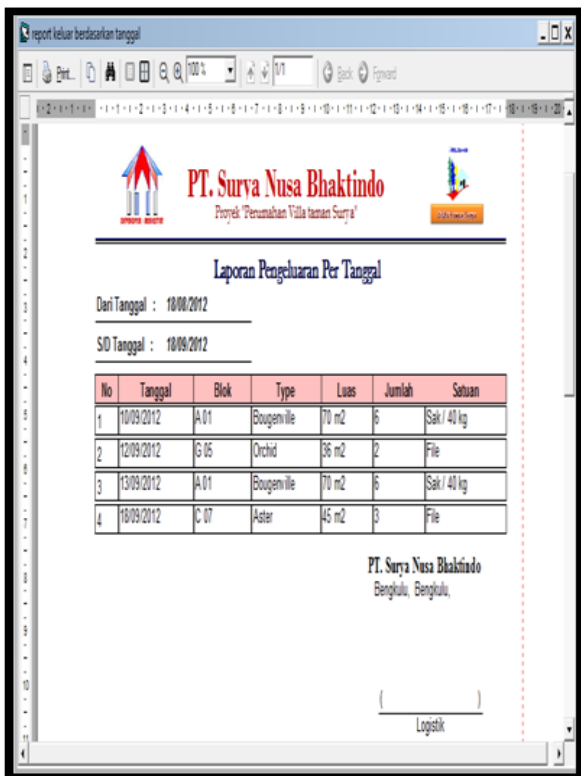 report keluar berdasarkan tanggal
Print... 100% 1/1 Back Forward
PT. Surya Nusa Bhaktindo
Proyek "Perumahan Villa taman Surya"
Laporan Pengeluaran Per Tanggal
Dari Tanggal : 18/08/2012
S/D Tanggal : 18/09/2012
No Tanggal Blok Type Luas Jumlah Satuan
1 10/09/2012 A 01 Bougenville 70 m2 6 Sak / 40 kg
2 12/09/2012 G 05 Orchid 36 m2 2 File
3 13/09/2012 A 01 Bougenville 70 m2 6 Sak / 40 kg
4 18/09/2012 C 07 Aster 45 m2 3 File
PT. Surya Nusa Bhaktindo
Bengkulu, Bengkulu,
( )
Logistik